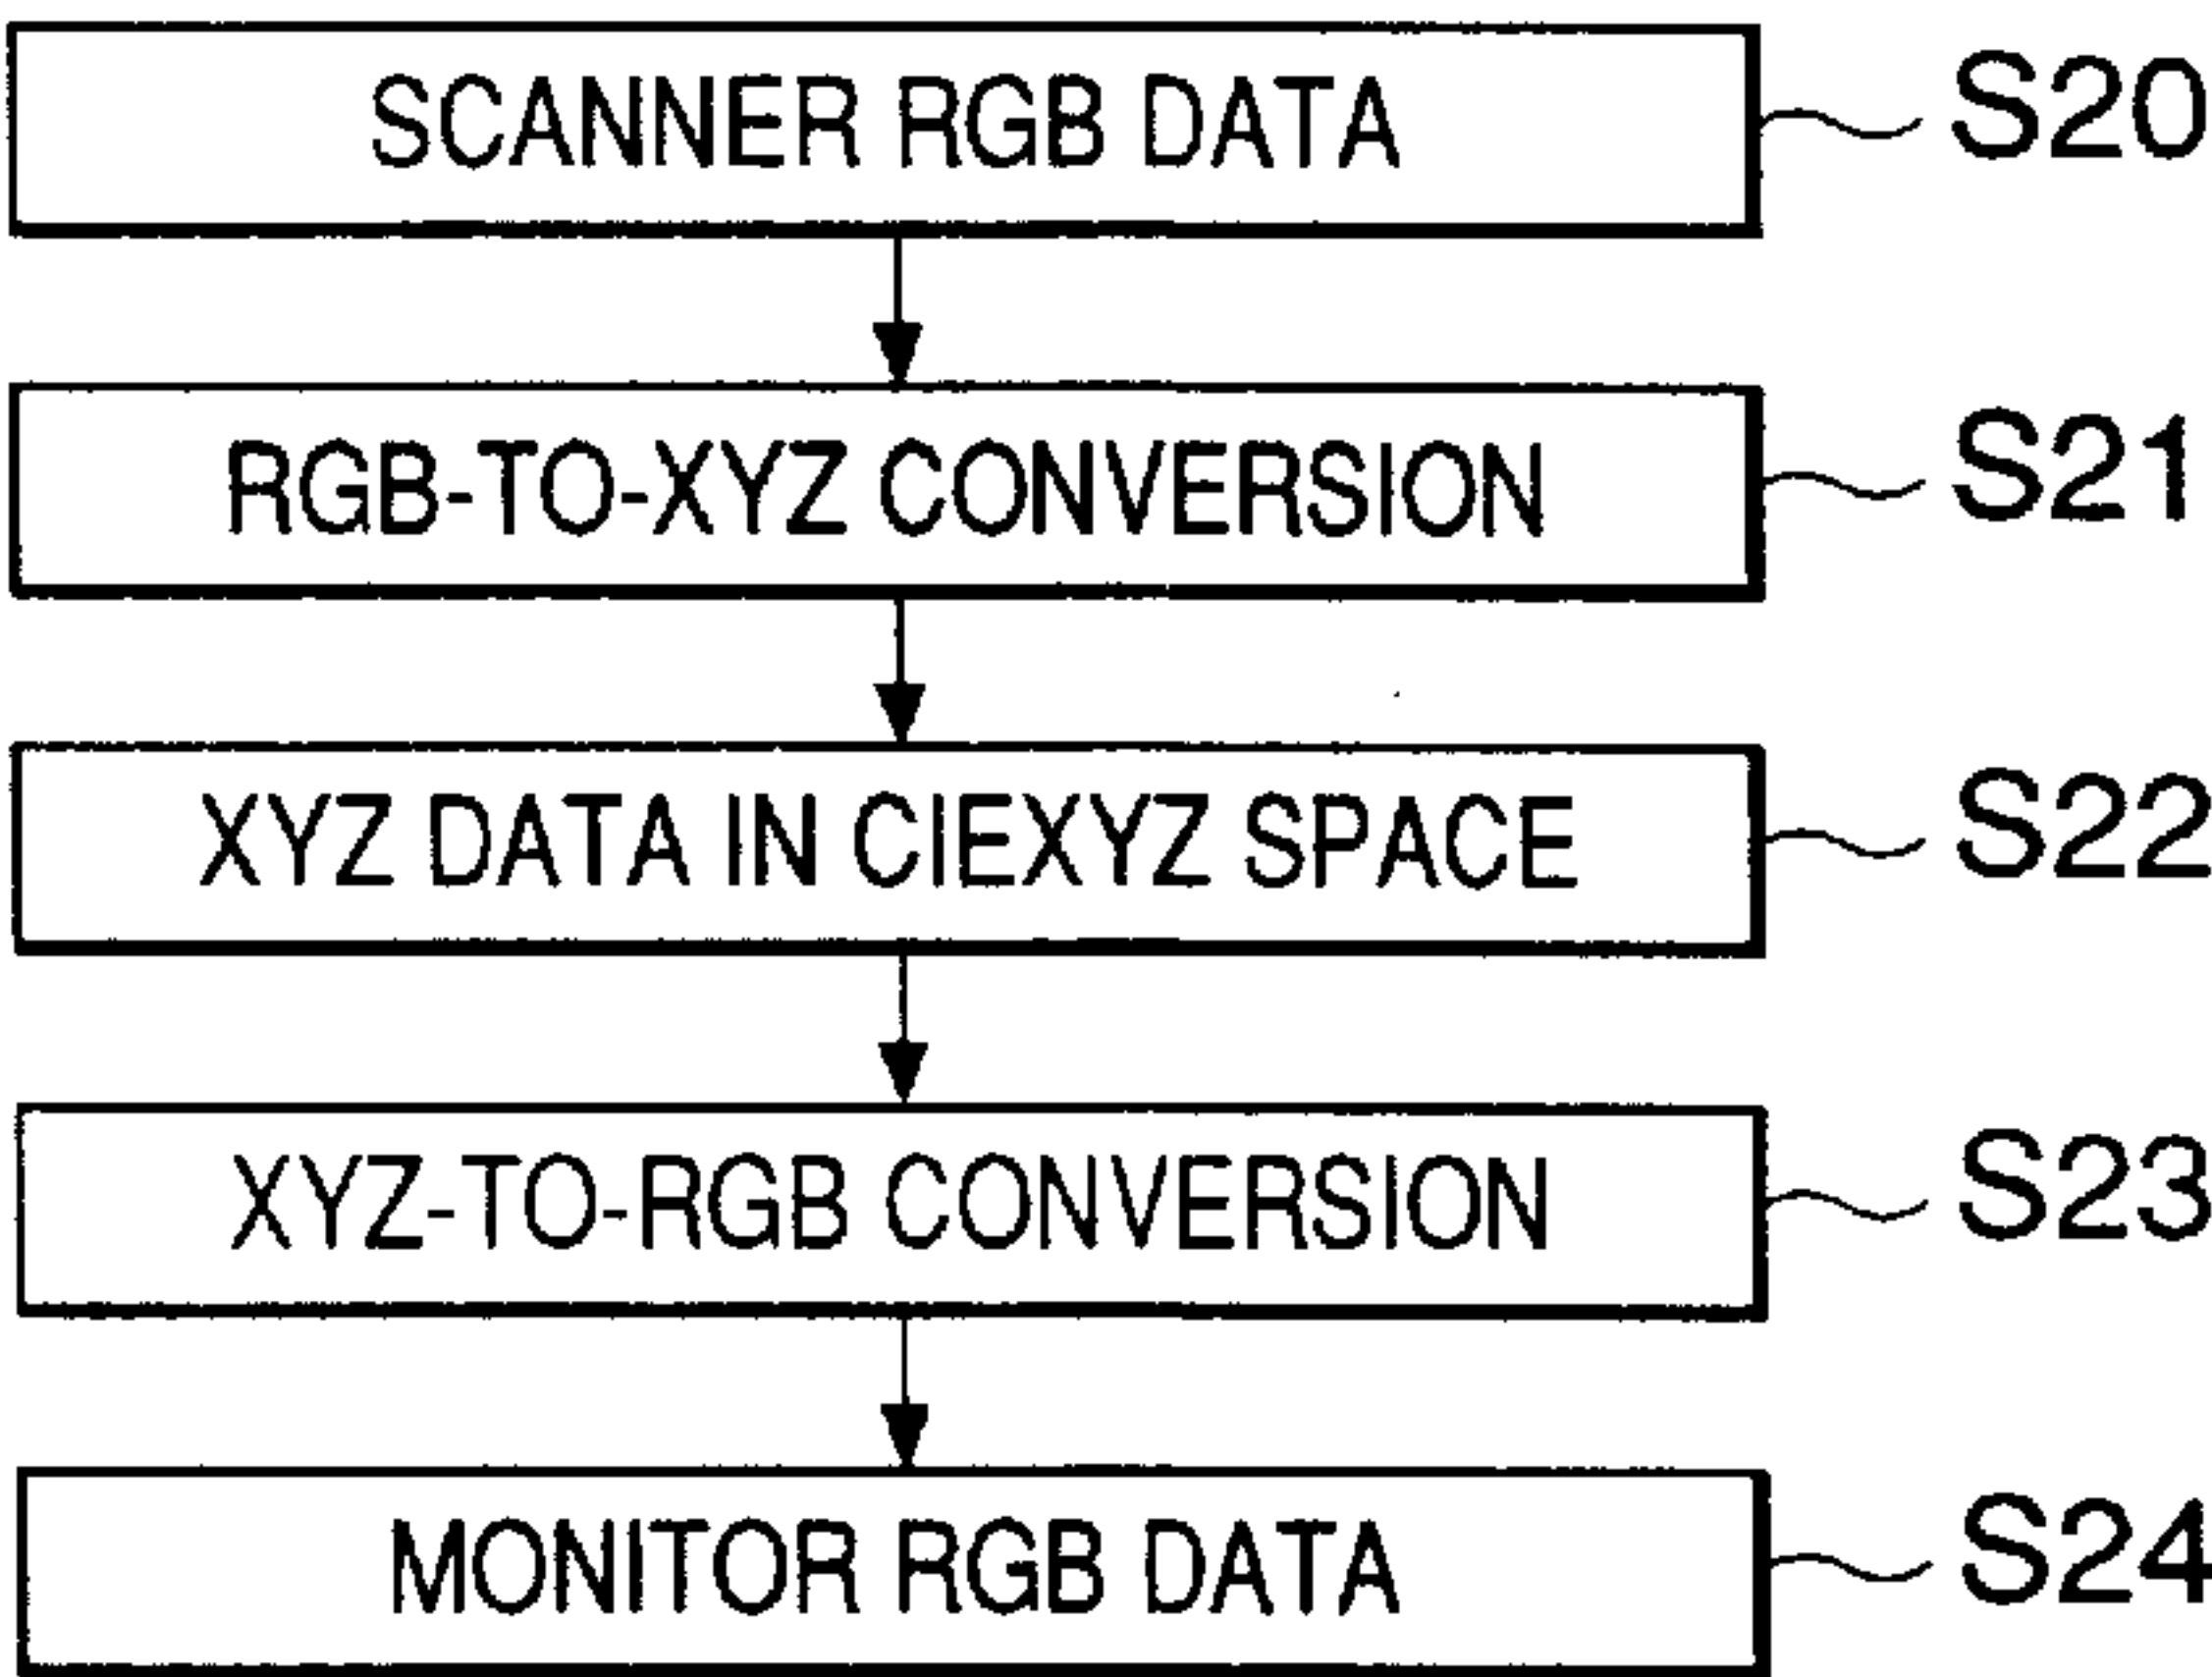 SCANNER RGB DATA S20
RGB-TO-XYZ CONVERSION S21
XYZ DATA IN CIEXYZ SPACE S22
XYZ-TO-RGB CONVERSION S23
MONITOR RGB DATA S24